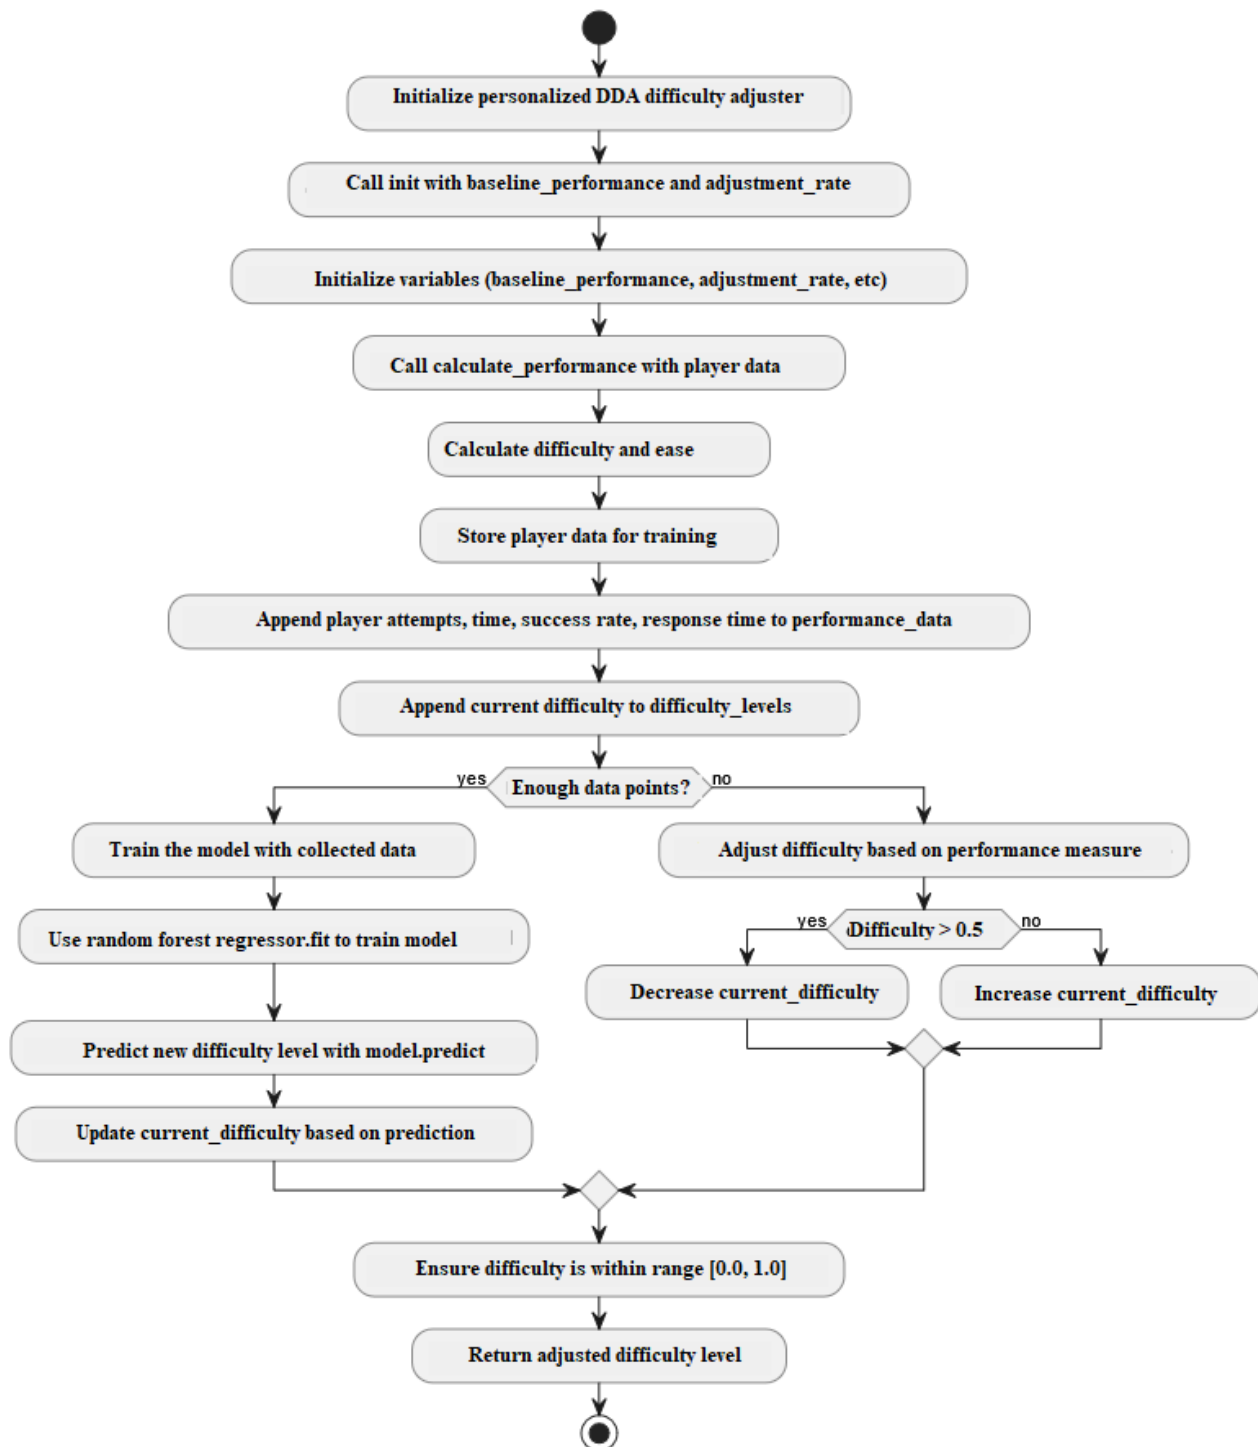 Initialize personalized DDA difficulty adjuster
Call init with baseline_performance and adjustment_rate
Initialize variables (baseline_performance, adjustment_rate, etc)
Call calculate_performance with player data
Calculate difficulty and ease
Store player data for training
Append player attempts, time, success rate, response time to performance_data
Append current difficulty to difficulty_levels
yes
Enough data points?
no
Train the model with collected data
Adjust difficulty based on performance measure
Use random forest regressor.fit to train model
yes
Difficulty > 0.5
no
Decrease current_difficulty
Increase current_difficulty
Predict new difficulty level with model.predict
Update current_difficulty based on prediction
Ensure difficulty is within range [0.0, 1.0]
Return adjusted difficulty level